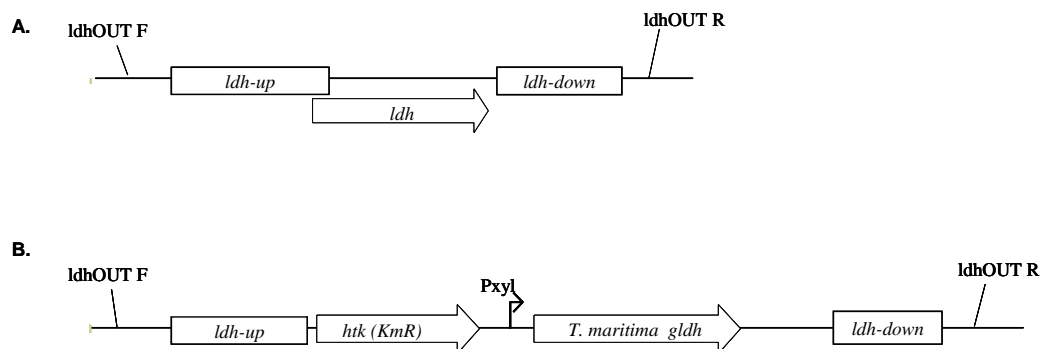 A.
ldhOUT F
ldhOUT R
ldh-up
ldh-down
ldh
B.
ldhOUT F
Pxyl
ldhOUT R
ldh-up
htk (KmR)
T. maritima gldh
ldh-down